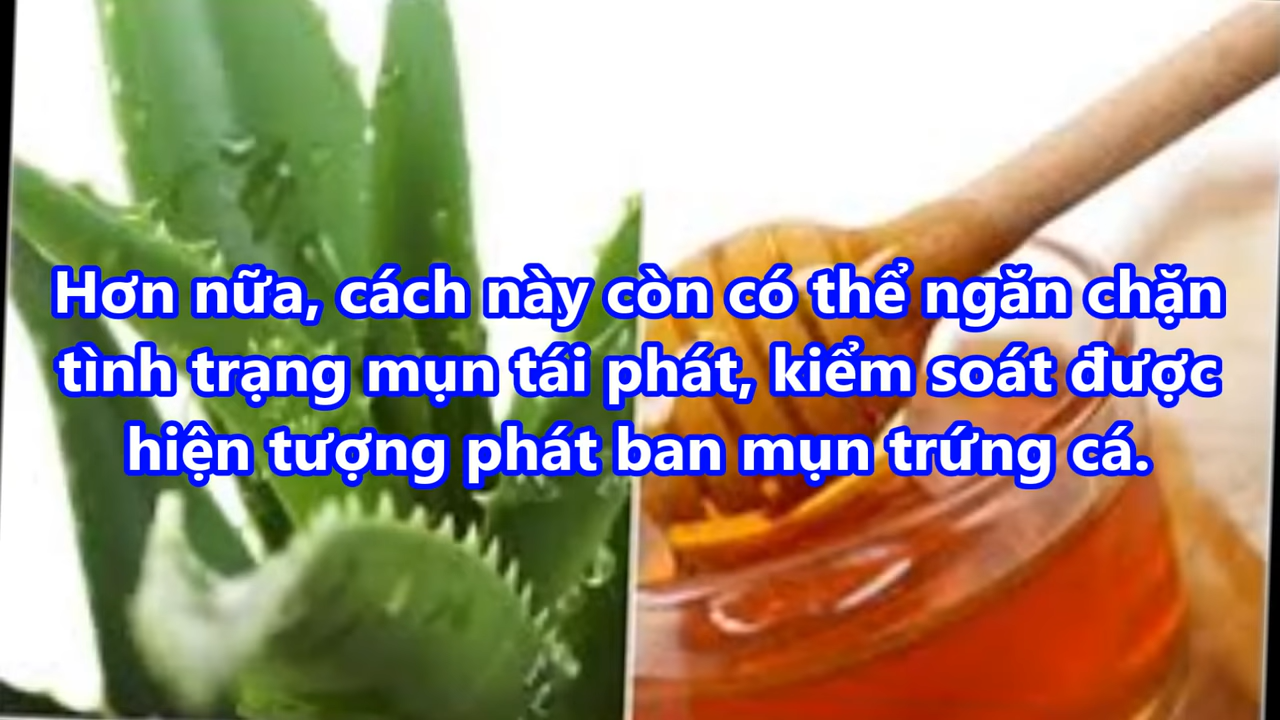 Hơn nữa, cách này còn có thể ngăn chặn
tình trạng mụn tái phát, kiểm soát được
hiện tượng phát ban mụn trứng cá.